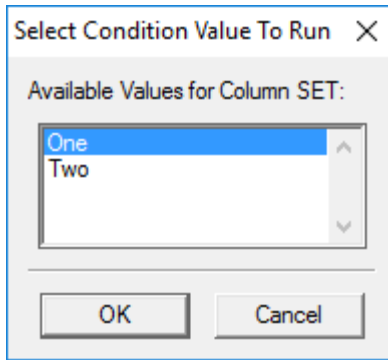 Select Condition Value To Run
Available Values for Column SET:
One
Two
OK Cancel